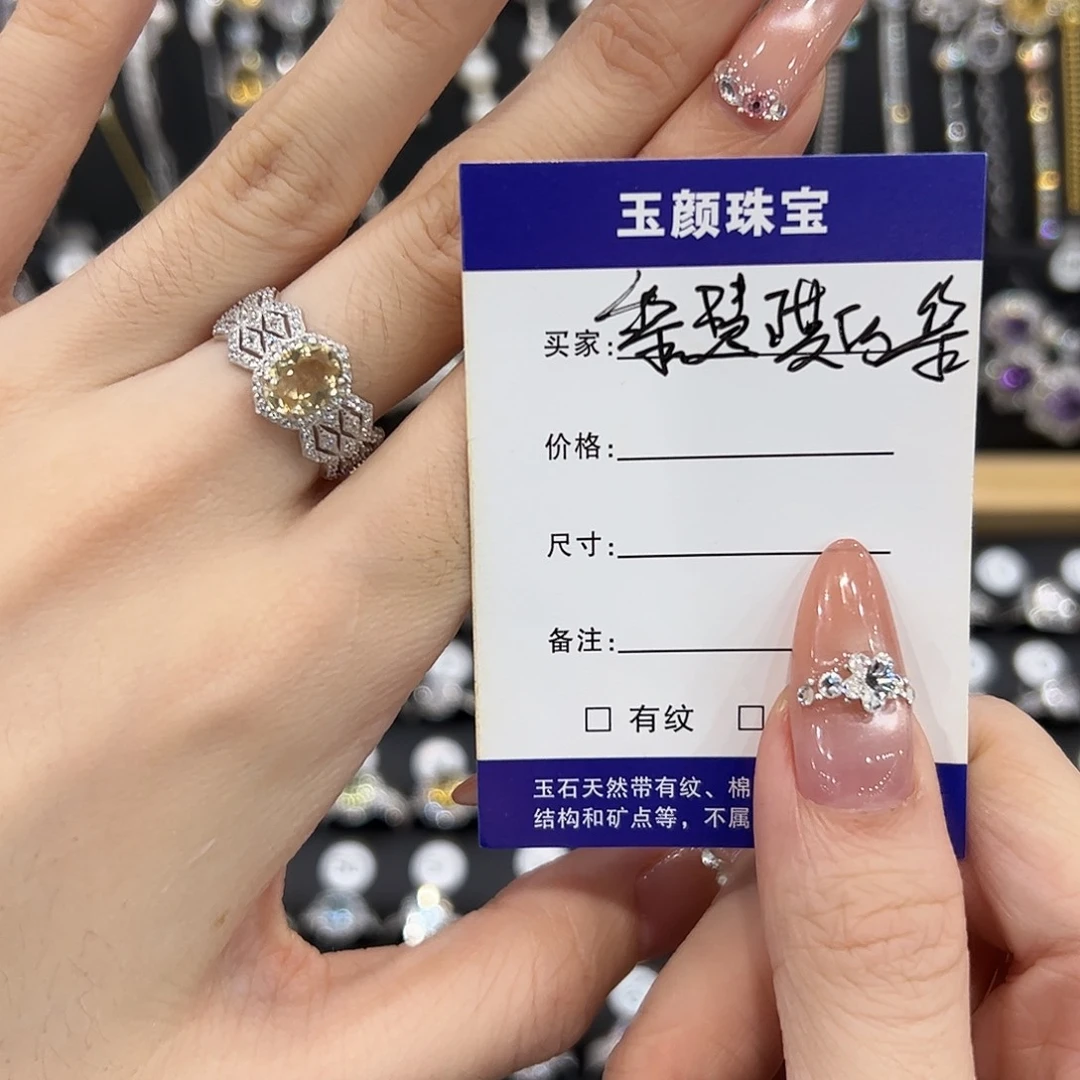 玉颜珠宝
买家:
价格:
尺寸:
备注:
□ 有纹 □
玉石天然带有纹、棉
结构和矿点等，不属